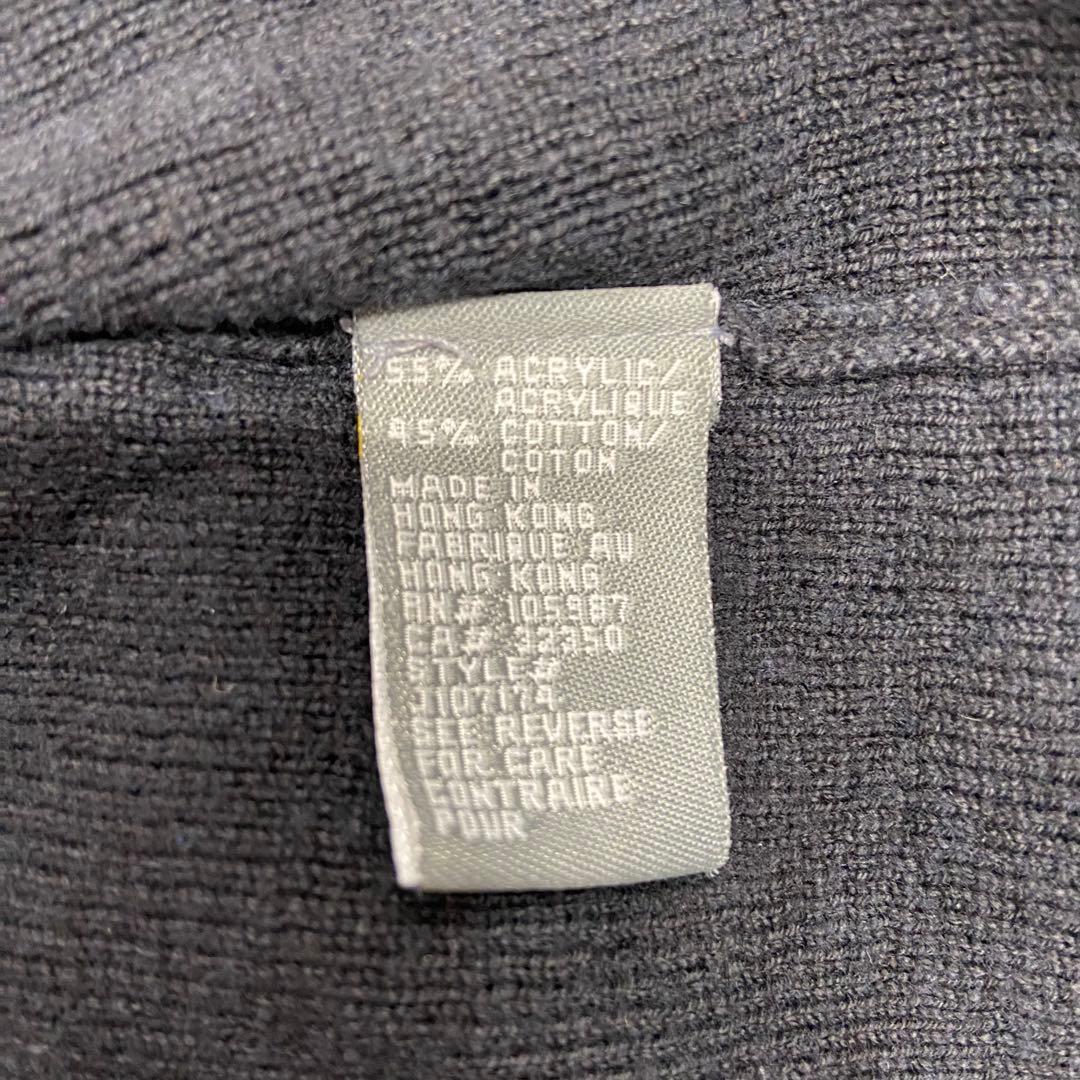 55% ACRYLIC/
ACRYLIQUE
45% COTTON/
COTON
MADE IN
HONG KONG
FABRIQUE AU
HONG KONG
RN# 105987
CA# 32350
STYLE#
J107174
SEE REVERSE
FOR CARE
CONTRAIRE
POUR